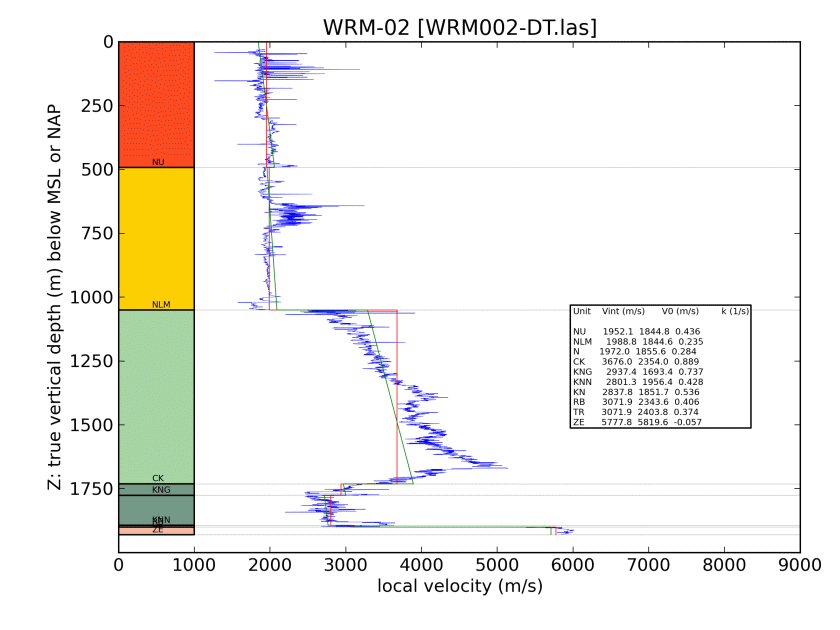 WRM-02 [WRM002-DT.las]
Z: true vertical depth (m) below MSL or NAP
0
250
500
750
1000
1250
1500
1750
NU
NLM
CK
KNG
KNN
ZE
Unit Vint (m/s) V0 (m/s) k (1/s)
NU 1952.1 1844.8 0.436
NLM 1988.8 1844.6 0.235
N 1972.0 1855.6 0.284
CK 3676.0 2354.0 0.889
KNG 2937.4 1693.4 0.737
KNN 2801.3 1956.4 0.428
KN 2837.8 1851.7 0.536
RB 3071.9 2343.6 0.406
TR 3071.9 2403.8 0.374
ZE 5777.8 5819.6 -0.057
0 1000 2000 3000 4000 5000 6000 7000 8000 9000
local velocity (m/s)